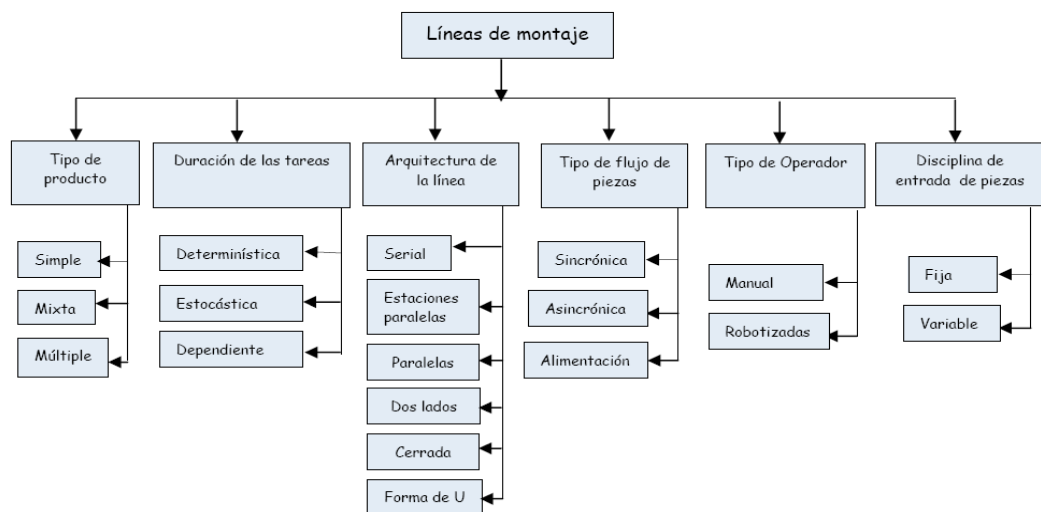 Líneas de montaje
Tipo de
producto
Duración de las tareas
Arquitectura de
la línea
Tipo de flujo de
piezas
Tipo de Operador
Disciplina de
entrada de piezas
Simple
Mixta
Múltiple
Determinística
Estocástica
Dependiente
Serial
Estaciones
paralelas
Paralelas
Dos lados
Cerrada
Forma de U
Sincrónica
Asincrónica
Alimentación
Manual
Robotizadas
Fija
Variable